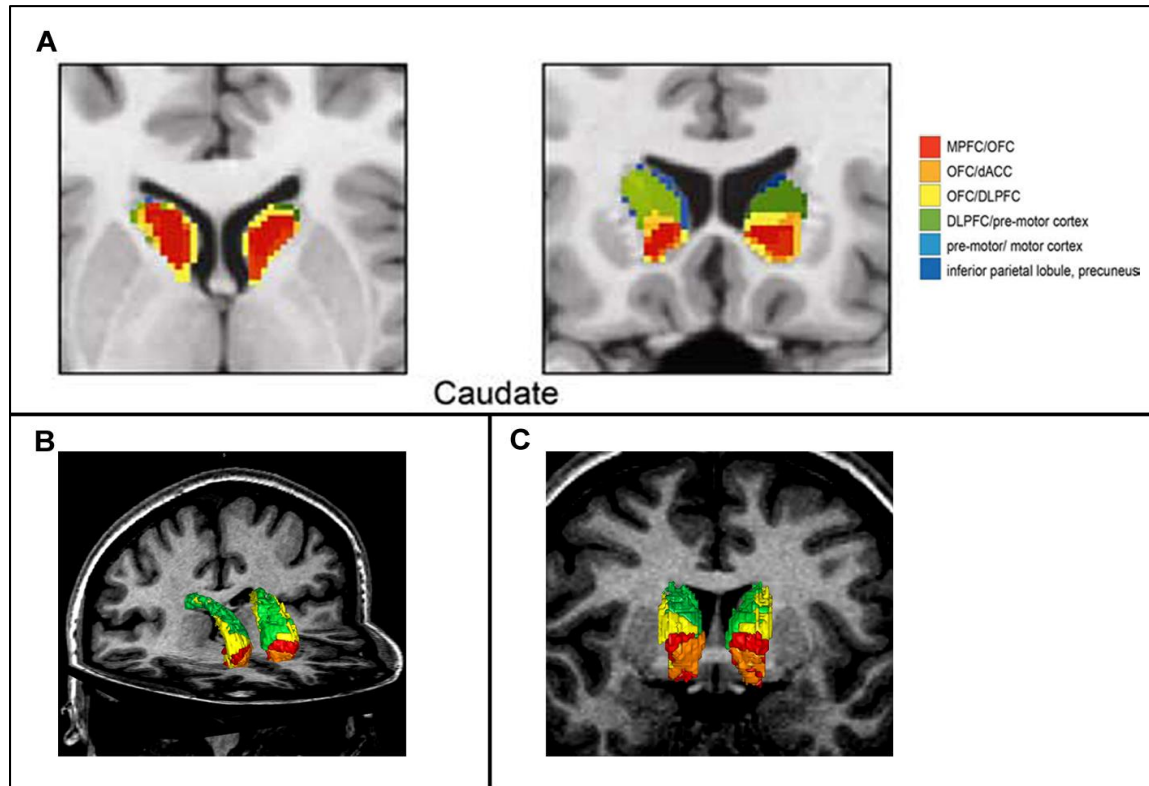 A
MPFC/OFC
OFC/dACC
OFC/DLPFC
DLPFC/pre-motor cortex
pre-motor/ motor cortex
inferior parietal lobule, precuneus
Caudate
B
C